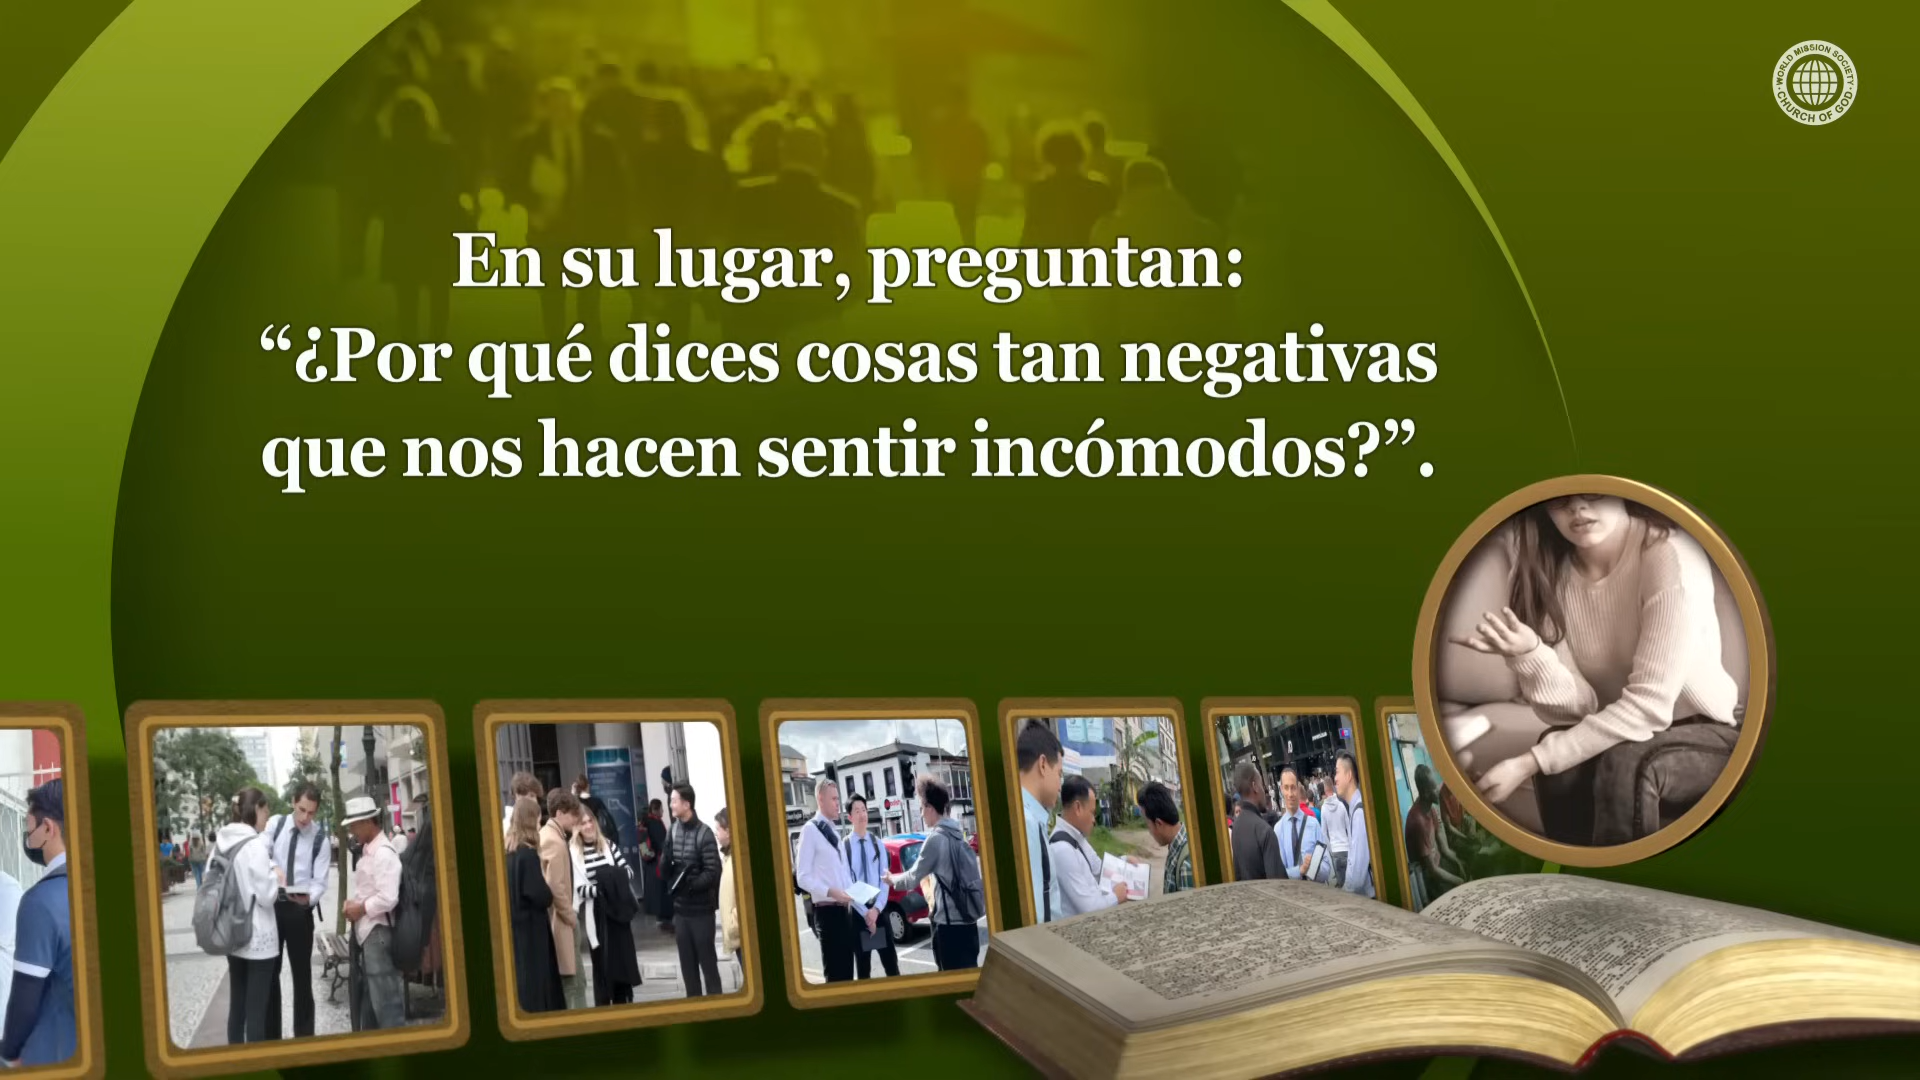 WORLD MISSION SOCIETY
CHURCH OF GOD
En su lugar, preguntan:
“¿Por qué dices cosas tan negativas
que nos hacen sentir incómodos?”.